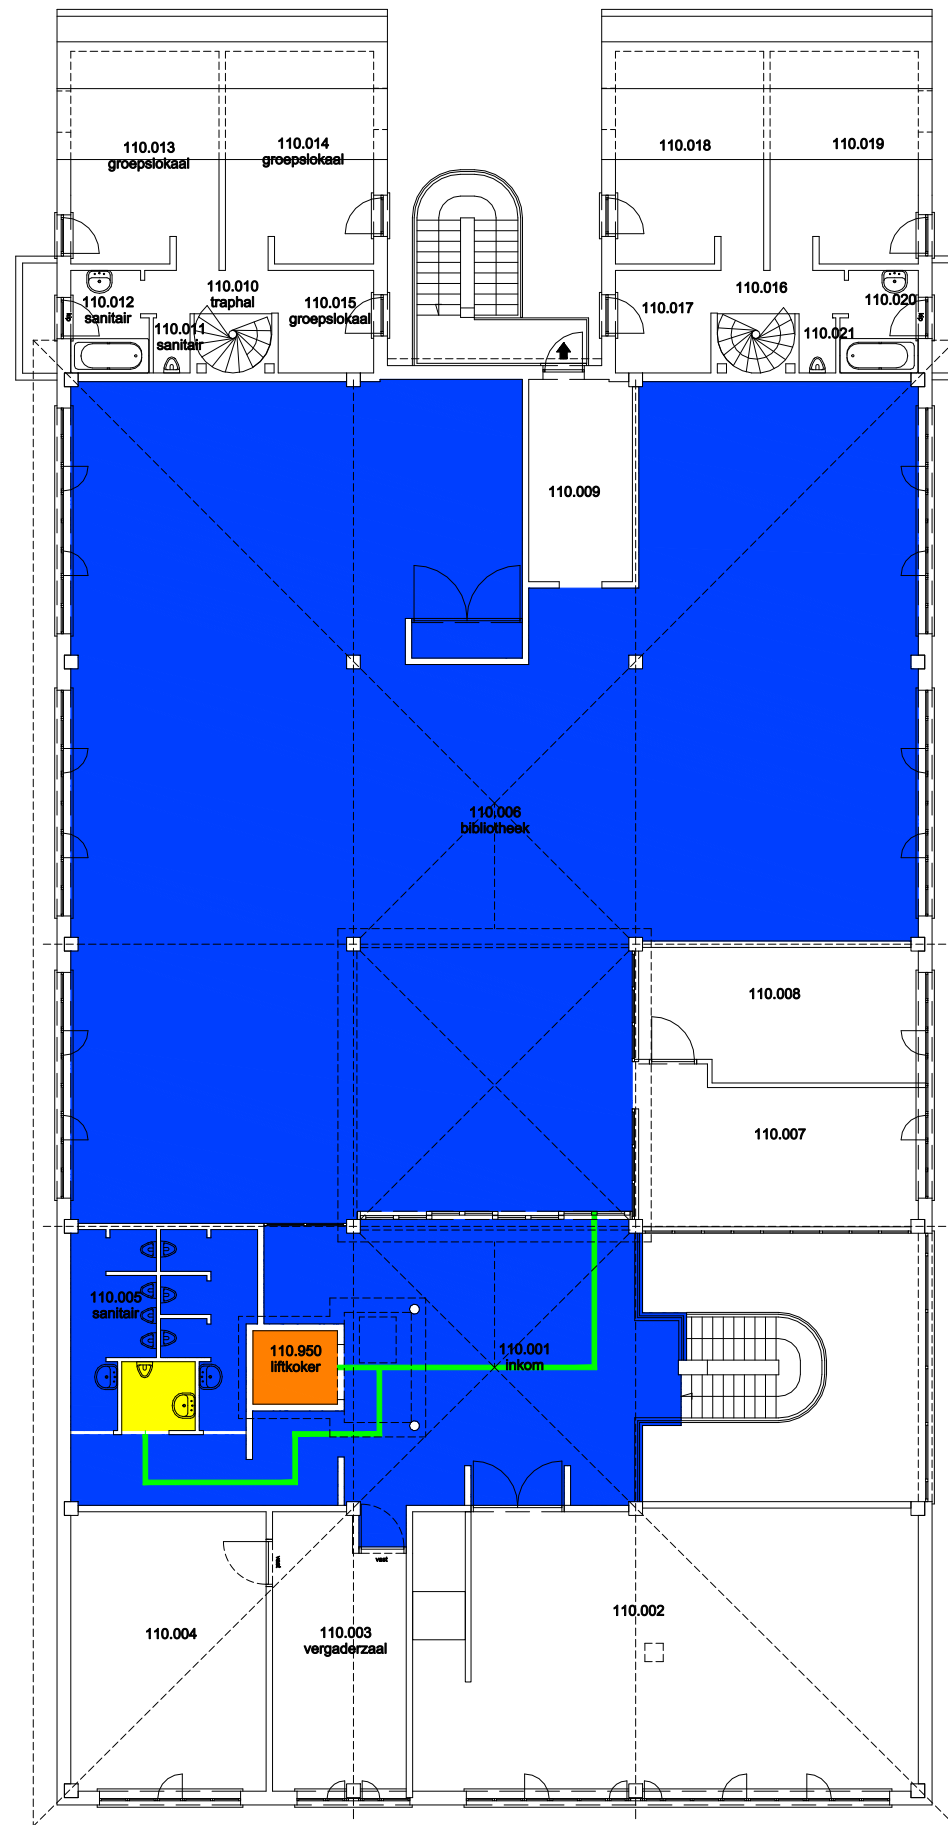 110.013
groepslokaal
110.014
groepslokaal
110.018
110.019
110.012
sanitair
110.010
traphal
110.011
sanitair
110.015
groepslokaal
110.017
110.016
110.020
110.021
110.009
110.006
bibliotheek
110.008
110.007
110.005
sanitair
110.950
liftkoker
110.001
inkom
vast
vast
110.004
110.003
vergaderzaal
110.002